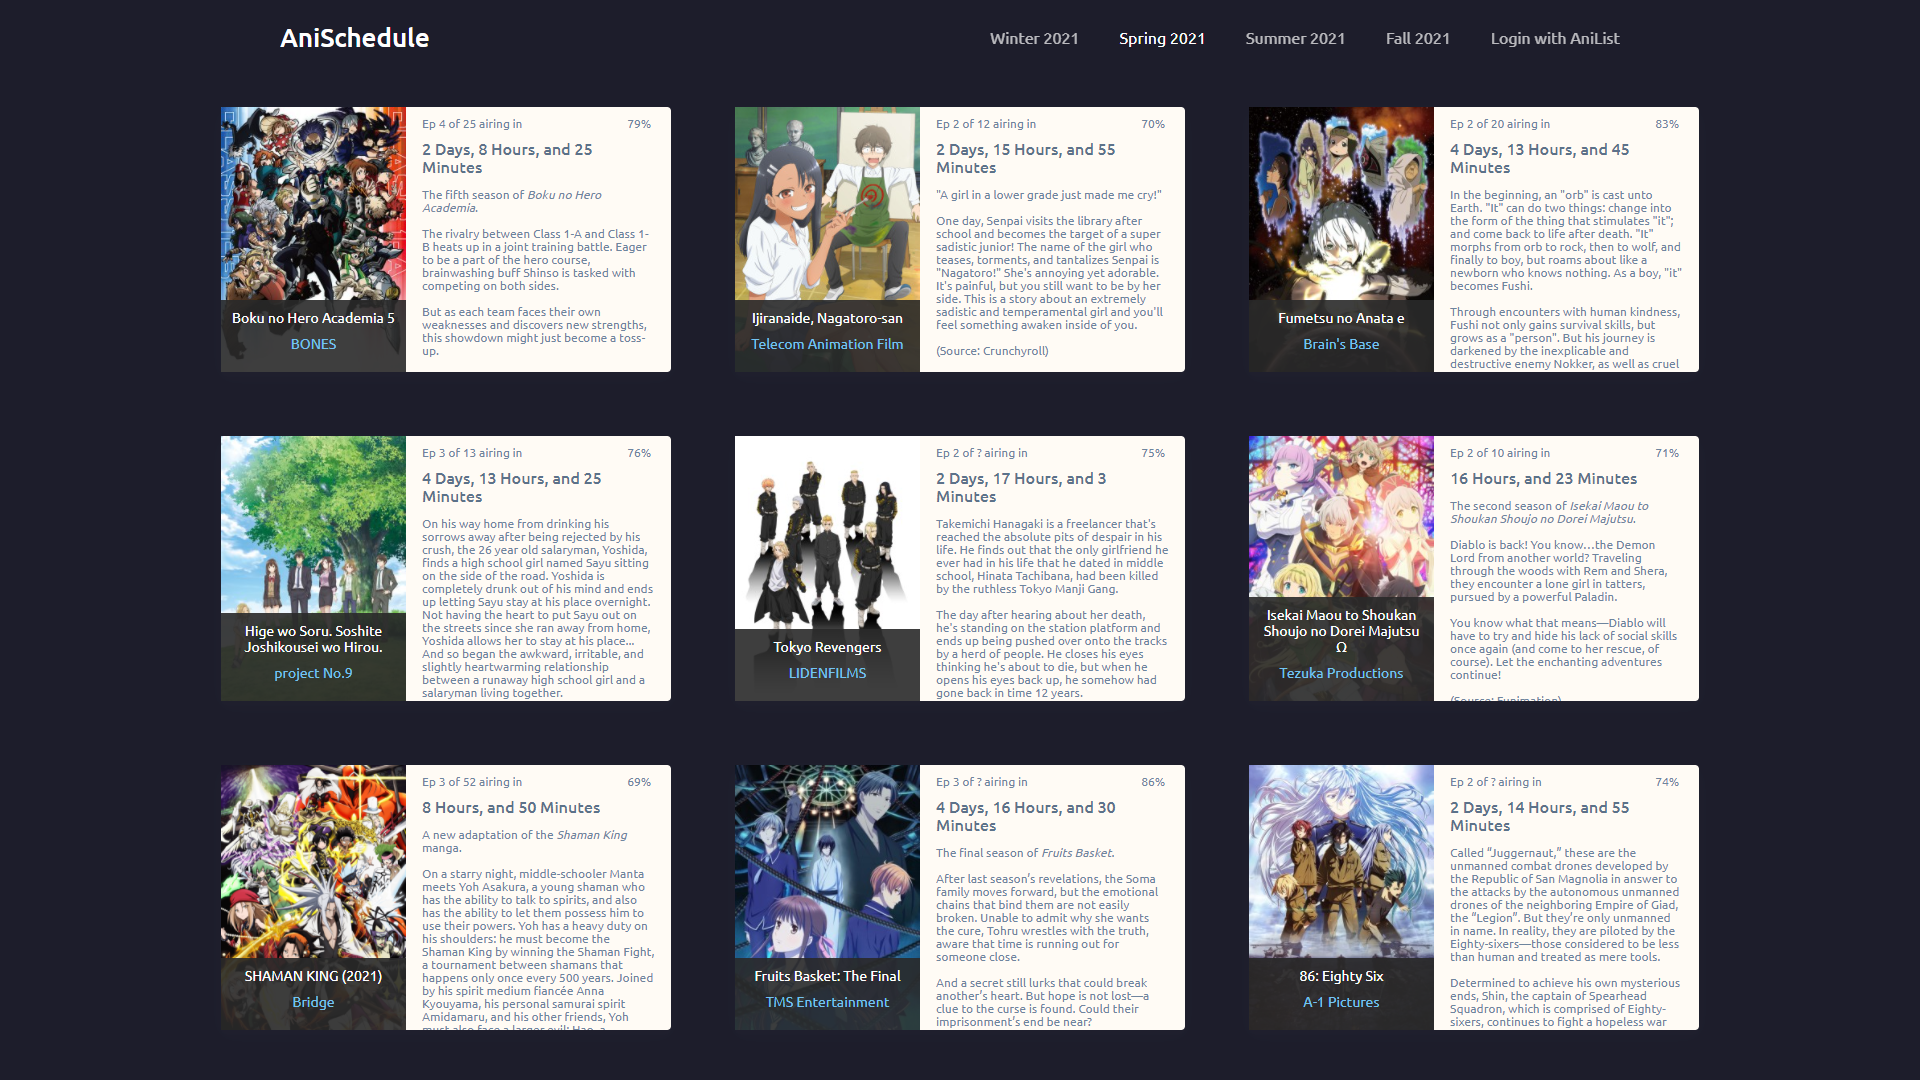 AniSchedule
Winter 2021
Spring 2021
Summer 2021
Fall 2021
Login with AniList
Boku no Hero Academia 5
BONES
Ep 4 of 25 airing in
79%
2 Days, 8 Hours, and 25
Minutes
The fifth season of Boku no Hero
Academia.
The rivalry between Class 1-A and Class 1-
B heats up in a joint training battle. Eager
to be a part of the hero course,
brainwashing buff Shinso is tasked with
competing on both sides.
But as each team faces their own
weaknesses and discovers new strengths,
this showdown might just become a toss-
up.
Ijiranaide, Nagatoro-san
Telecom Animation Film
Ep 2 of 12 airing in
70%
2 Days, 15 Hours, and 55
Minutes
"A girl in a lower grade just made me cry!"
One day, Senpai visits the library after
school and becomes the target of a super
sadistic junior! The name of the girl who
teases, torments, and tantalizes Senpai is
"Nagatoro!" She's annoying yet adorable.
It's painful, but you still want to be by her
side. This is a story about an extremely
sadistic and temperamental girl and you'll
feel something awaken inside of you.
(Source: Crunchyroll)
Fumetsu no Anata e
Brain's Base
Ep 2 of 20 airing in
83%
4 Days, 13 Hours, and 45
Minutes
In the beginning, an "orb" is cast unto
Earth. "It" can do two things: change into
the form of the thing that stimulates "it";
and come back to life after death. "It"
morphs from orb to rock, then to wolf, and
finally to boy, but roams about like a
newborn who knows nothing. As a boy, "it"
becomes Fushi.
Through encounters with human kindness,
Fushi not only gains survival skills, but
grows as a "person". But his journey is
darkened by the inexplicable and
destructive enemy Nokker, as well as cruel
Hige wo Soru. Soshite
Joshikousei wo Hirou.
project No.9
Ep 3 of 13 airing in
76%
4 Days, 13 Hours, and 25
Minutes
On his way home from drinking his
sorrows away after being rejected by his
crush, the 26 year old salaryman, Yoshida,
finds a high school girl named Sayu sitting
on the side of the road. Yoshida is
completely drunk out of his mind and ends
up letting Sayu stay at his place overnight.
Not having the heart to put Sayu out on
the streets since she ran away from home,
Yoshida allows her to stay at his place...
And so began the awkward, irritable, and
slightly heartwarming relationship
between a runaway high school girl and a
salaryman living together.
Tokyo Revengers
LIDENFILMS
Ep 2 of ? airing in
75%
2 Days, 17 Hours, and 3
Minutes
Takemichi Hanagaki is a freelancer that's
reached the absolute pits of despair in his
life. He finds out that the only girlfriend he
ever had in his life that he dated in middle
school, Hinata Tachibana, had been killed
by the ruthless Tokyo Manji Gang.
The day after hearing about her death,
he's standing on the station platform and
ends up being pushed over onto the tracks
by a herd of people. He closes his eyes
thinking he's about to die, but when he
opens his eyes back up, he somehow had
gone back in time 12 years.
Isekai Maou to Shoukan
Shoujo no Dorei Majutsu
Ω
Tezuka Productions
Ep 2 of 10 airing in
71%
16 Hours, and 23 Minutes
The second season of Isekai Maou to
Shoukan Shoujo no Dorei Majutsu.
Diablo is back! You know…the Demon
Lord from another world? Traveling
through the woods with Rem and Shera,
they encounter a lone girl in tatters,
pursued by a powerful Paladin.
You know what that means—Diablo will
have to try and hide his lack of social skills
once again (and come to her rescue, of
course). Let the enchanting adventures
continue!
(Source: Funimation)
SHAMAN KING (2021)
Bridge
Ep 3 of 52 airing in
69%
8 Hours, and 50 Minutes
A new adaptation of the Shaman King
manga.
On a starry night, middle-schooler Manta
meets Yoh Asakura, a young shaman who
has the ability to talk to spirits, and also
has the ability to let them possess him to
use their powers. Yoh has a heavy duty on
his shoulders: he must become the
Shaman King by winning the Shaman Fight,
a tournament between shamans that
happens only once every 500 years. Joined
by his spirit medium fiancée Anna
Kyouyama, his personal samurai spirit
Amidamaru, and his other friends, Yoh
must also face a larger evil: Hao, a
Fruits Basket: The Final
TMS Entertainment
Ep 3 of ? airing in
86%
4 Days, 16 Hours, and 30
Minutes
The final season of Fruits Basket.
After last season’s revelations, the Soma
family moves forward, but the emotional
chains that bind them are not easily
broken. Unable to admit why she wants
the cure, Tohru wrestles with the truth,
aware that time is running out for
someone close.
And a secret still lurks that could break
another’s heart. But hope is not lost—a
clue to the curse is found. Could their
imprisonment’s end be near?
86: Eighty Six
A-1 Pictures
Ep 2 of ? airing in
74%
2 Days, 14 Hours, and 55
Minutes
Called “Juggernaut,” these are the
unmanned combat drones developed by
the Republic of San Magnolia in answer to
the attacks by the autonomous unmanned
drones of the neighboring Empire of Giad,
the “Legion”. But they’re only unmanned
in name. In reality, they are piloted by the
Eighty-sixers—those considered to be less
than human and treated as mere tools.
Determined to achieve his own mysterious
ends, Shin, the captain of Spearhead
Squadron, which is comprised of Eighty-
sixers, continues to fight a hopeless war